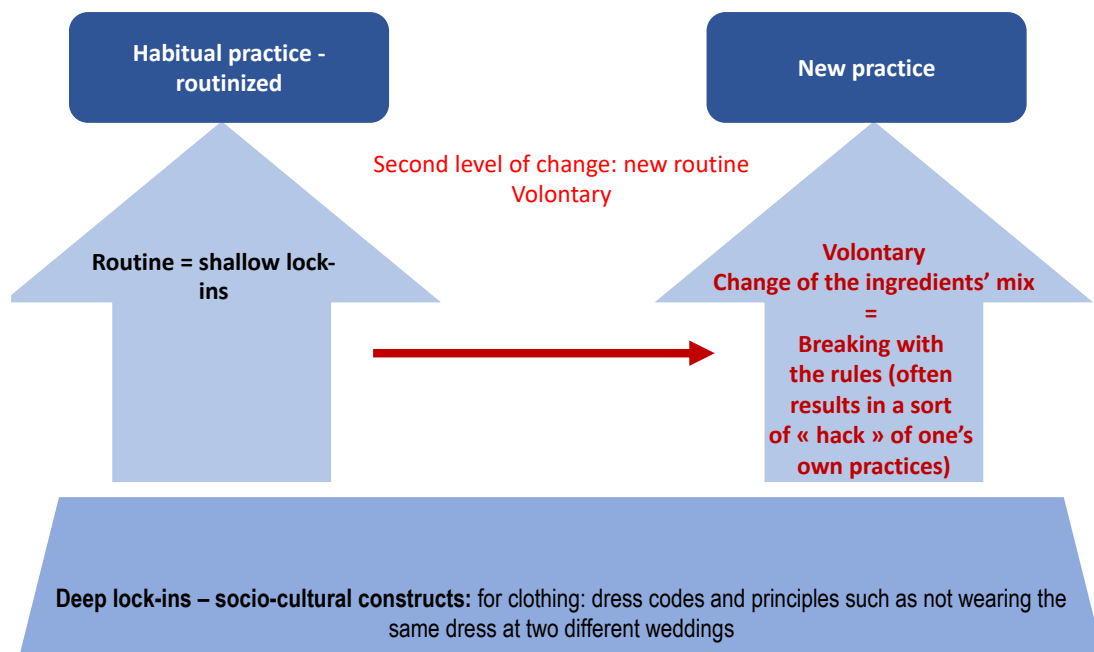 Habitual practice -
routinized
New practice
Second level of change: new routine
Volontary
Routine = shallow lock-
ins
Volontary
Change of the ingredients’ mix
=
Breaking with
the rules (often
results in a sort
of « hack » of one’s
own practices)
Deep lock-ins – socio-cultural constructs: for clothing: dress codes and principles such as not wearing the
same dress at two different weddings